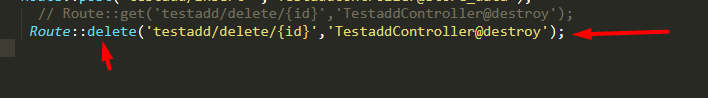 // Route::get('testadd/delete/{id}','TestaddController@destroy');
Route::delete('testadd/delete/{id}','TestaddController@destroy');